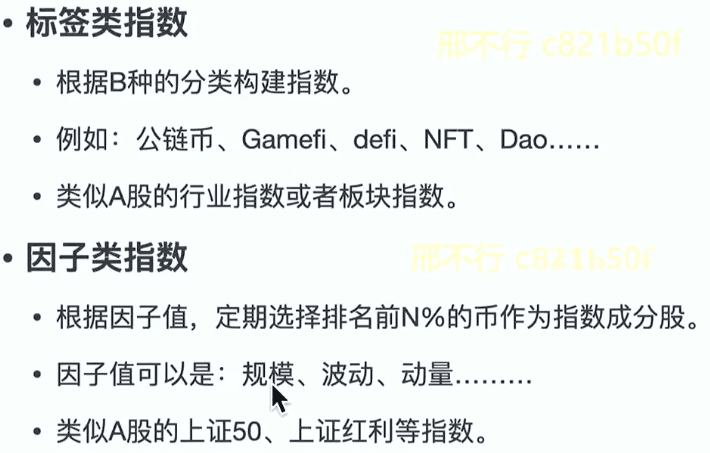 • 标签类指数
邢不行 c821b50f
• 根据B种的分类构建指数。
• 例如：公链币、Gamefi、defi、NFT、Dao……
• 类似A股的行业指数或者板块指数。
• 因子类指数
邢不行 c821b50f
• 根据因子值，定期选择排名前N%的币作为指数成分股。
• 因子值可以是：规模、波动、动量………
• 类似A股的上证50、上证红利等指数。